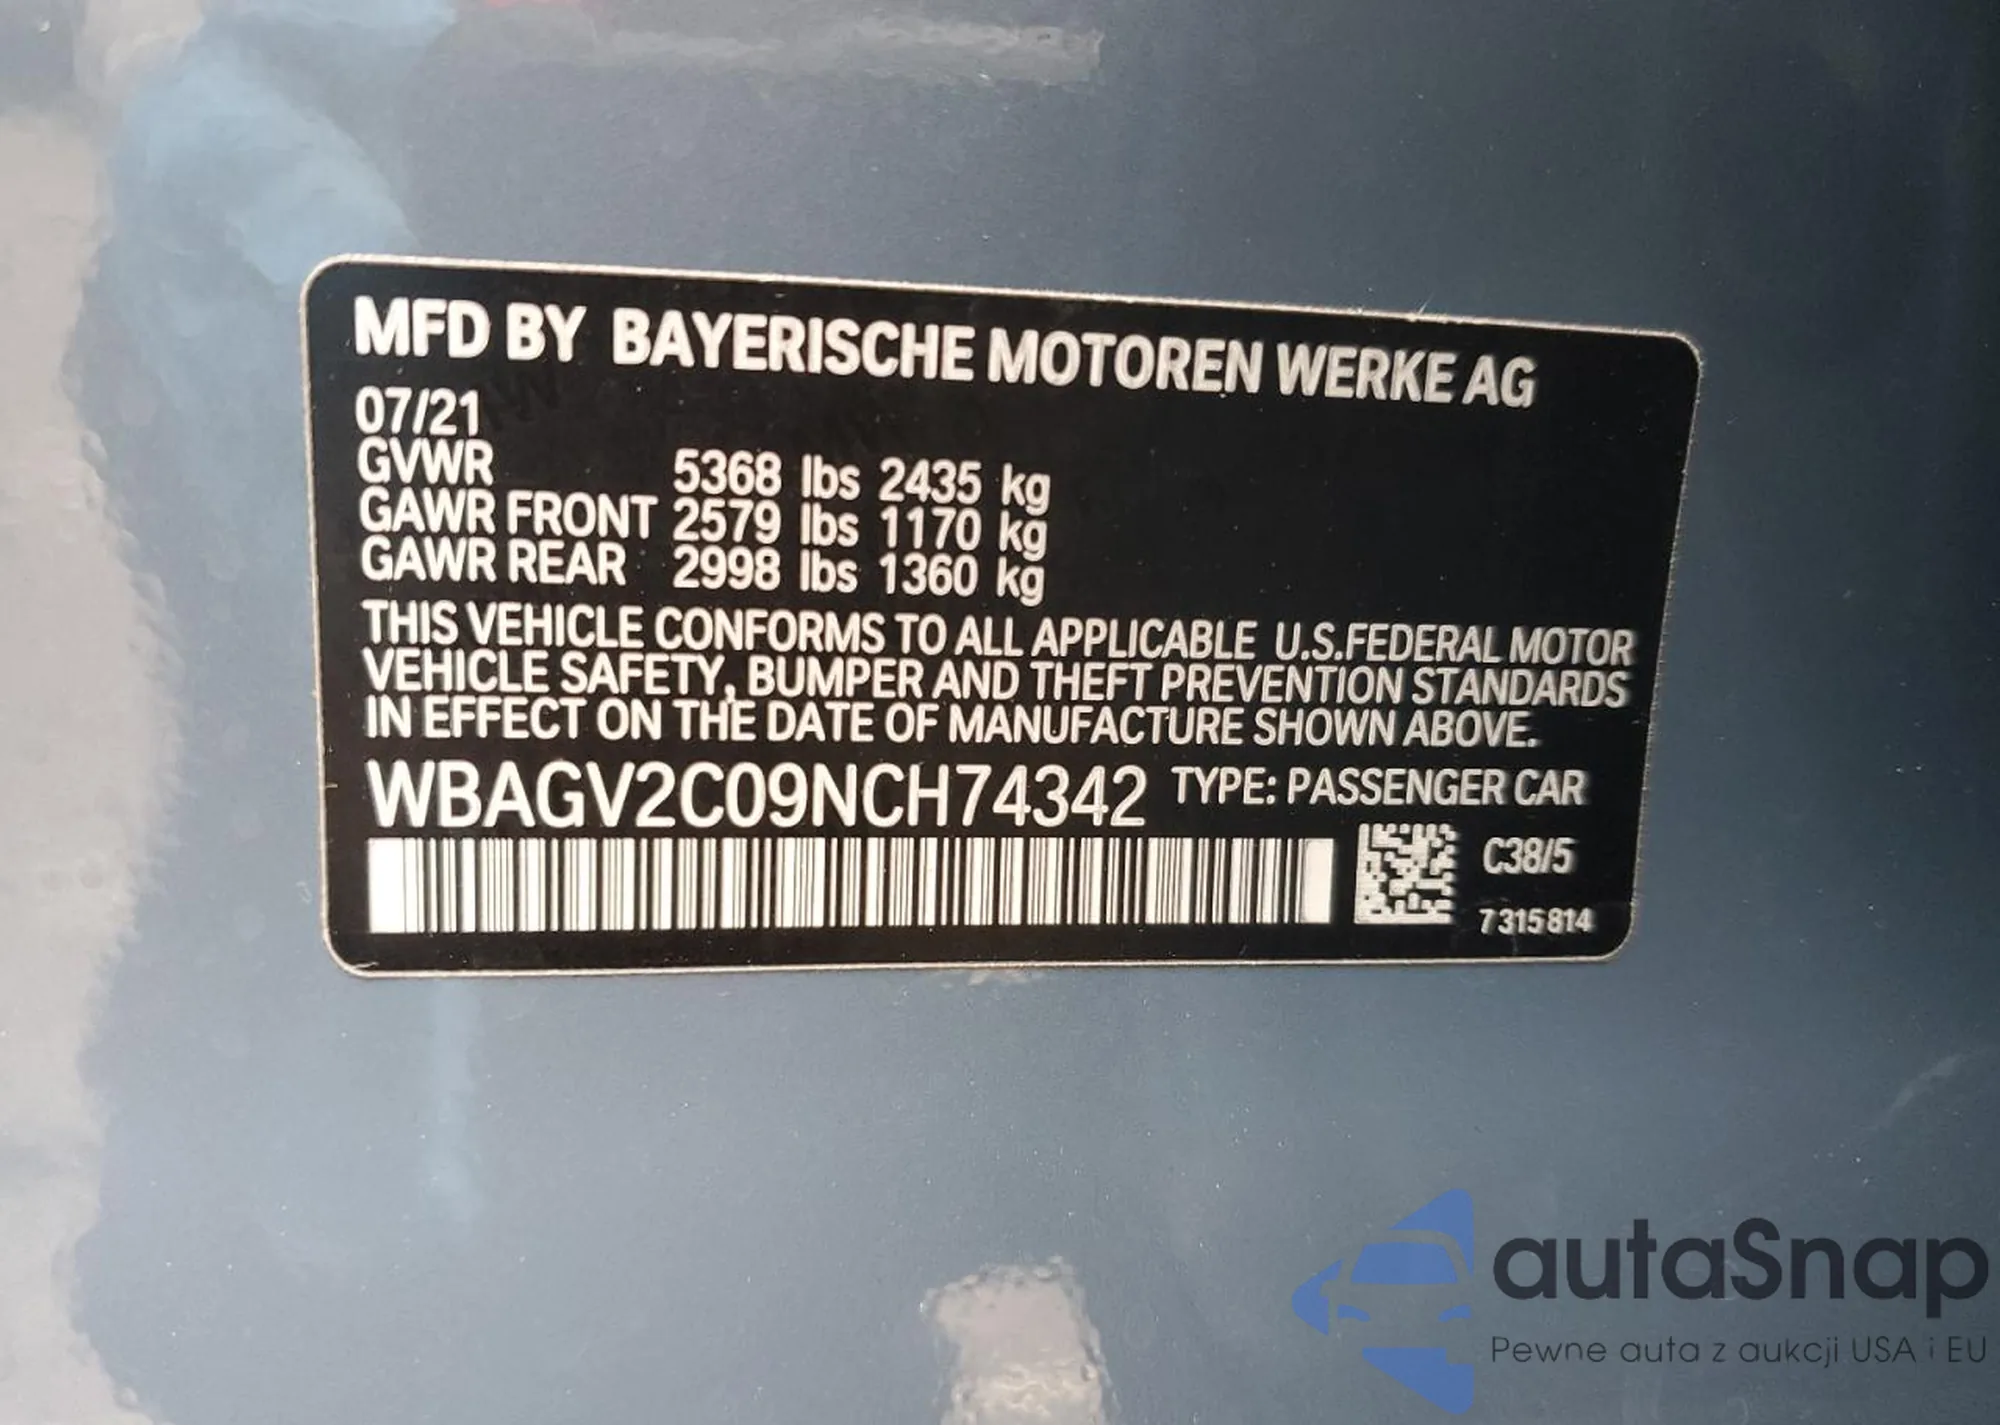 MFD BY BAYERISCHE MOTOREN WERKE AG
07/21
GVWR 5368 lbs 2435 kg
GAWR FRONT 2579 lbs 1170 kg
GAWR REAR 2998 lbs 1360 kg
THIS VEHICLE CONFORMS TO ALL APPLICABLE U.S.FEDERAL MOTOR
VEHICLE SAFETY, BUMPER AND THEFT PREVENTION STANDARDS
IN EFFECT ON THE DATE OF MANUFACTURE SHOWN ABOVE.
WBAGV2C09NCH74342 TYPE: PASSENGER CAR
C38/5
7315814
autaSnap
Pewne auta z aukcji USA i EU